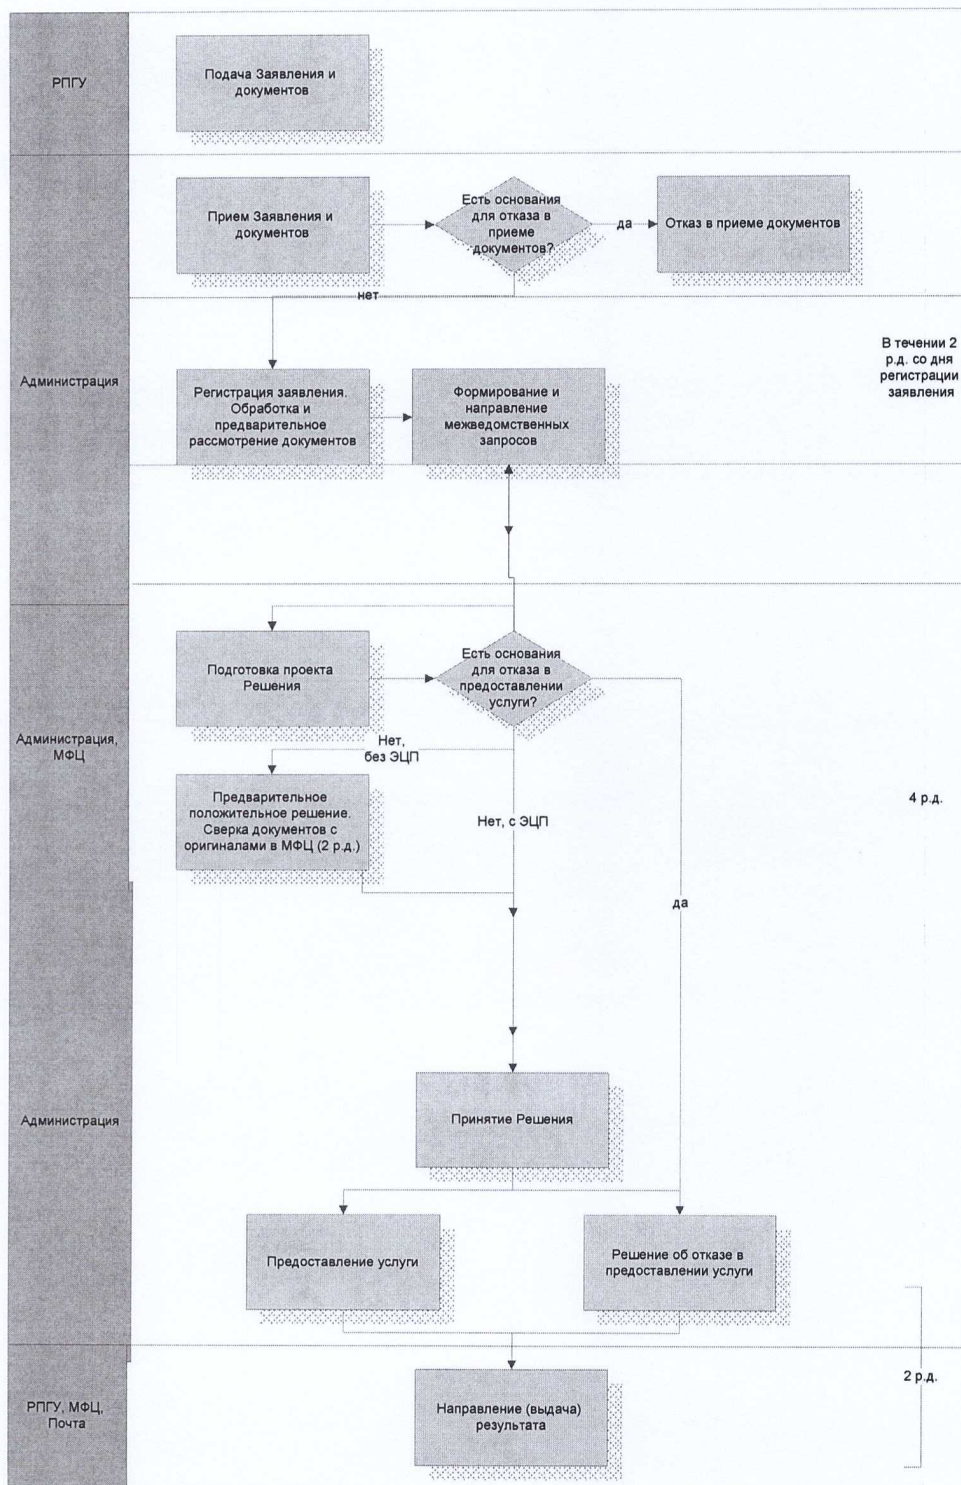 РПГУ
Подача Заявления и
документов
Прием Заявления и
документов
Есть основания
для отказа в
приеме
документов?
да
Отказ в приеме документов
нет
Администрация
Регистрация заявления.
Обработка и
предварительное
рассмотрение документов
Формирование и
направление
межведомственных
запросов
В течении 2
р.д. со дня
регистрации
заявления
Администрация,
МФЦ
Подготовка проекта
Решения
Есть основания
для отказа в
предоставлении
услуги?
Нет,
без ЭЦП
Предварительное
положительное решение.
Сверка документов с
оригиналами в МФЦ (2 р.д.)
Нет, с ЭЦП
4 р.д.
да
Администрация
Принятие Решения
Предоставление услуги
Решение об отказе в
предоставлении услуги
2 р.д.
РПГУ, МФЦ,
Почта
Направление (выдача)
результата